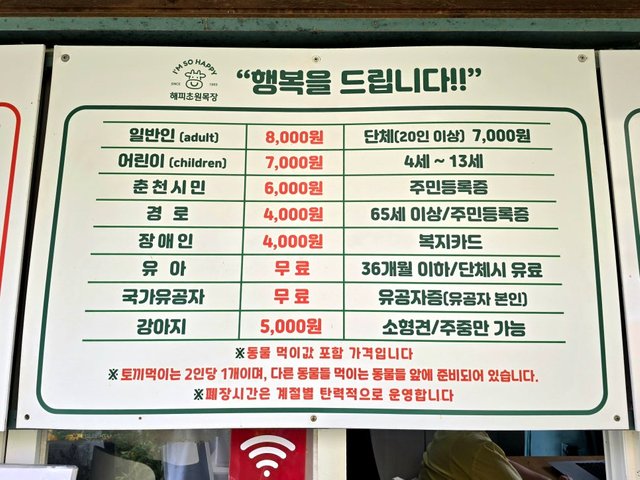 I'M SO HAPPY
SINCE 1983
해피초원목장
“행복을 드립니다!!”
일반인 (adult) 8,000원 단체(20인 이상) 7,000원
어린이 (children) 7,000원 4세 ~ 13세
춘천시민 6,000원 주민등록증
경 로 4,000원 65세 이상/주민등록증
장애인 4,000원 복지카드
유 아 무 료 36개월 이하/단체시 유료
국가유공자 무 료 유공자증(유공자 본인)
강아지 5,000원 소형견/주중만 가능
※동물 먹이값 포함 가격입니다
※토끼먹이는 2인당 1개이며, 다른 동물들 먹이는 동물들 앞에 준비되어 있습니다.
※폐장시간은 계절별 탄력적으로 운영합니다